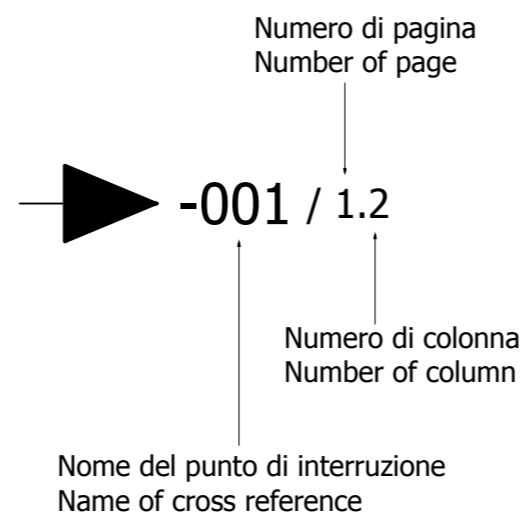 Numero di pagina
Number of page
-001 / 1.2
Numero di colonna
Number of column
Nome del punto di interruzione
Name of cross reference